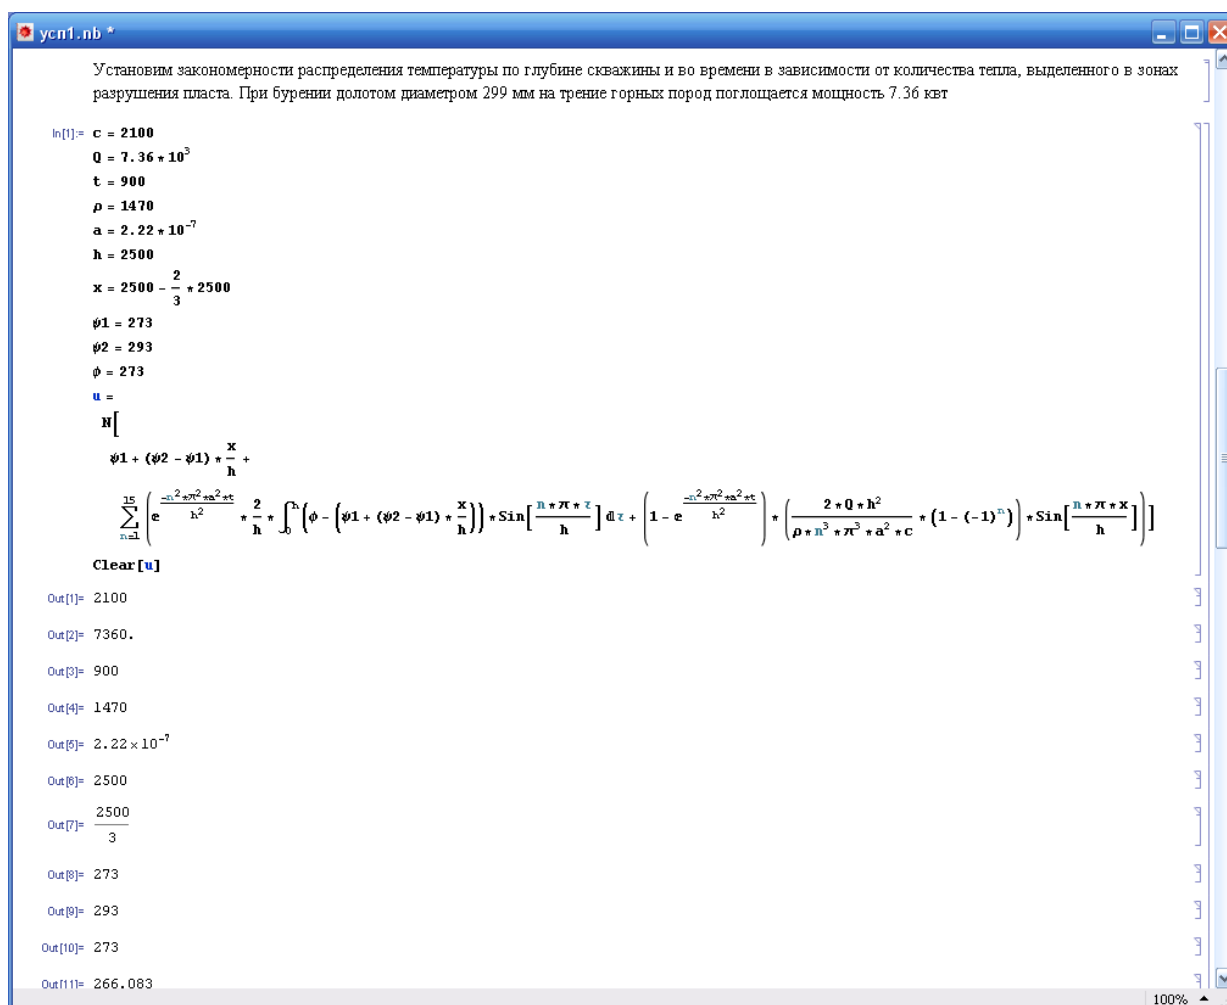 ycn1.nb *
Установим закономерности распределения температуры по глубине скважины и во времени в зависимости от количества тепла, выделенного в зонах
разрушения пласта. При бурении долотом диаметром 299 мм на трение горных пород поглощается мощность 7.36 квт
In[1]:= c = 2100
Q = 7.36 * 10^3
t = 900
ρ = 1470
a = 2.22 * 10^-7
h = 2500
x = 2500 - 2/3 * 2500
ψ1 = 273
ψ2 = 293
ϕ = 273
u =
N[
ψ1 + (ψ2 - ψ1) * x/h +
∑_{n=1}^{15} (e^((-n^2*π^2*a^2*t)/h^2) * 2/h * ∫_0^h (ϕ - (ψ1 + (ψ2 - ψ1) * x/h)) * Sin[(n * π * τ)/h] dτ + (1 - e^((-n^2*π^2*a^2*t)/h^2)) * ((2 * Q * h^2)/(ρ * n^3 * π^3 * a^2 * c) * (1 - (-1)^n)) * Sin[(n * π * x)/h])]
Clear[u]
Out[1]= 2100
Out[2]= 7360.
Out[3]= 900
Out[4]= 1470
Out[5]= 2.22 × 10^-7
Out[6]= 2500
Out[7]= 2500/3
Out[8]= 273
Out[9]= 293
Out[10]= 273
Out[11]= 266.083
100%